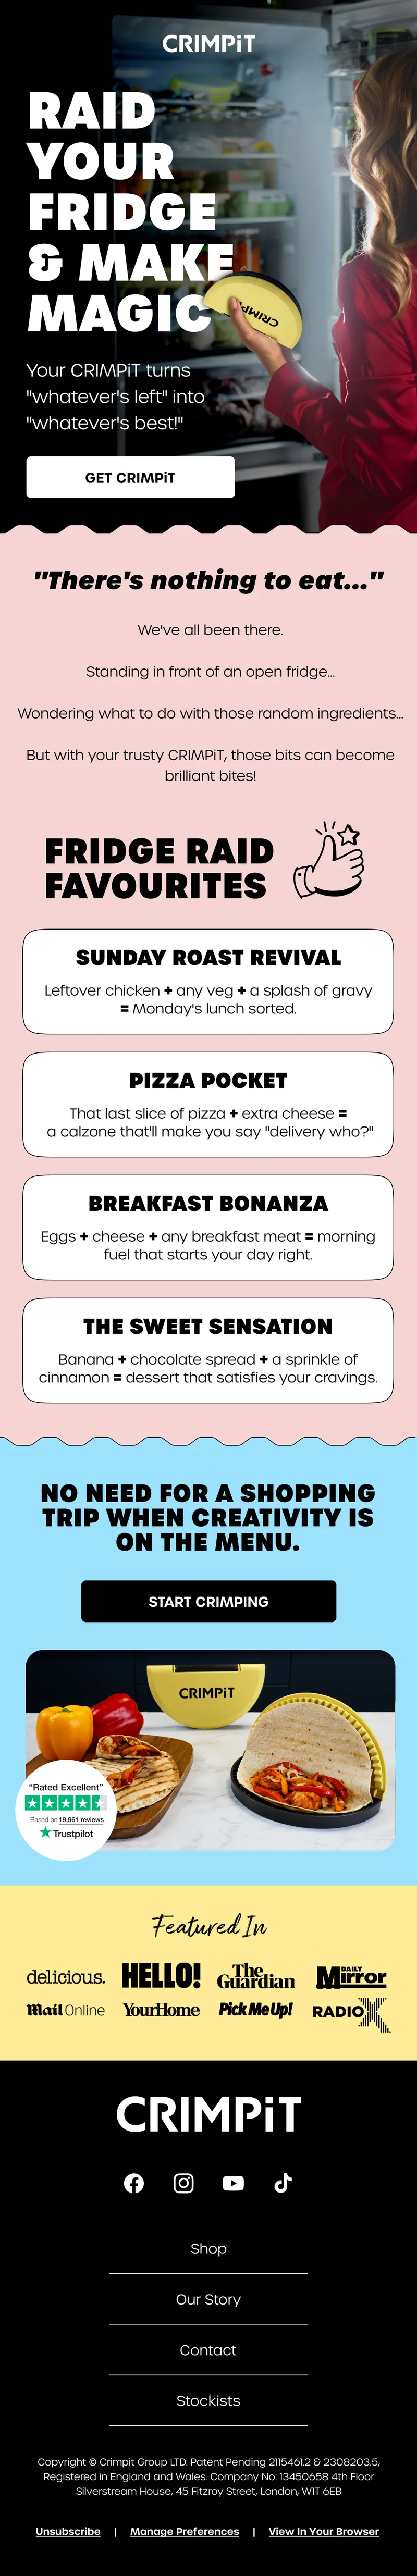 CRIMPiT
RAID
YOUR
FRIDGE
& MAKE
MAGIC
CRIMPiT
Your CRIMPiT turns
"whatever's left" into
"whatever's best!"
GET CRIMPiT
"There's nothing to eat..."
We've all been there.
Standing in front of an open fridge...
Wondering what to do with those random ingredients...
But with your trusty CRIMPiT, those bits can become
brilliant bites!
FRIDGE RAID
FAVOURITES
SUNDAY ROAST REVIVAL
Leftover chicken + any veg + a splash of gravy
= Monday's lunch sorted.
PIZZA POCKET
That last slice of pizza + extra cheese =
a calzone that'll make you say "delivery who?"
BREAKFAST BONANZA
Eggs + cheese + any breakfast meat = morning
fuel that starts your day right.
THE SWEET SENSATION
Banana + chocolate spread + a sprinkle of
cinnamon = dessert that satisfies your cravings.
NO NEED FOR A SHOPPING
TRIP WHEN CREATIVITY IS
ON THE MENU.
START CRIMPING
CRIMPiT
"Rated Excellent"
Based on 19,961 reviews
Trustpilot
Featured In
delicious. HELLO! The Guardian DAILY Mirror
Mail Online YourHome Pick Me Up! RADIO X
CRIMPiT
Shop
Our Story
Contact
Stockists
Copyright © Crimpit Group LTD. Patent Pending 2115461.2 & 2308203.5,
Registered in England and Wales. Company No: 13450658 4th Floor
Silverstream House, 45 Fitzroy Street, London, W1T 6EB
Unsubscribe | Manage Preferences | View In Your Browser